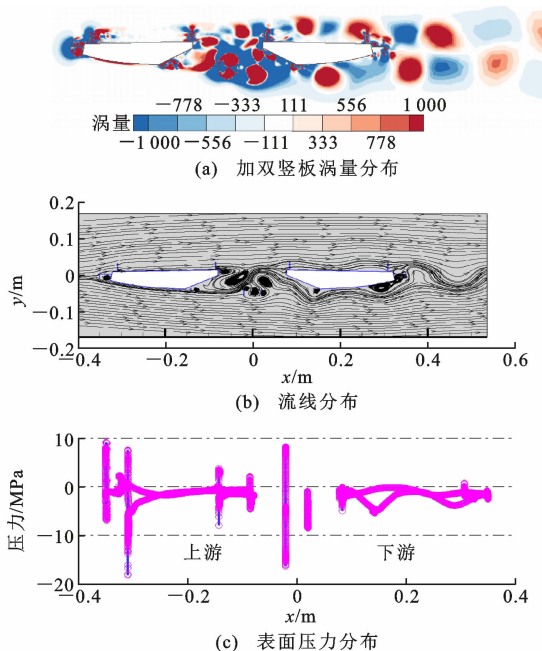 -778 -333 111 556 1 000
涡量
-1 000 -556 -111 333 778
(a) 加双竖板涡量分布
0.2
0.1
0
-0.1
-0.2
y/m
-0.4 -0.2 0 0.2 0.4 0.6
x/m
(b) 流线分布
10
0
-10
-20
压力/MPa
上游 下游
-0.4 -0.2 0 0.2 0.4
x/m
(c) 表面压力分布